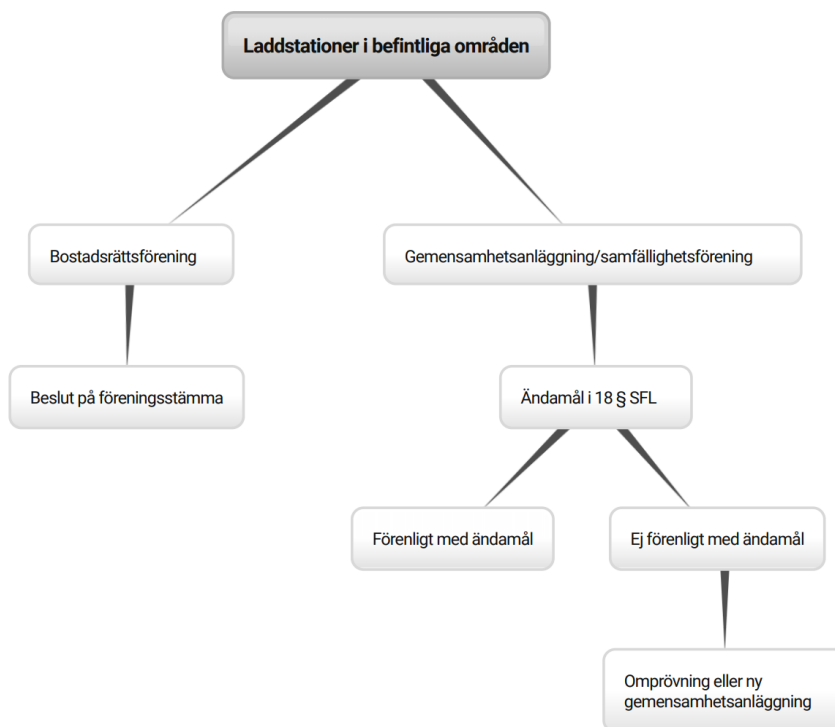 Laddstationer i befintliga områden
Bostadsrättsförening
Gemensamhetsanläggning/samfällighetsförening
Beslut på föreningsstämma
Ändamål i 18 § SFL
Förenligt med ändamål
Ej förenligt med ändamål
Omprövning eller ny
gemensamhetsanläggning